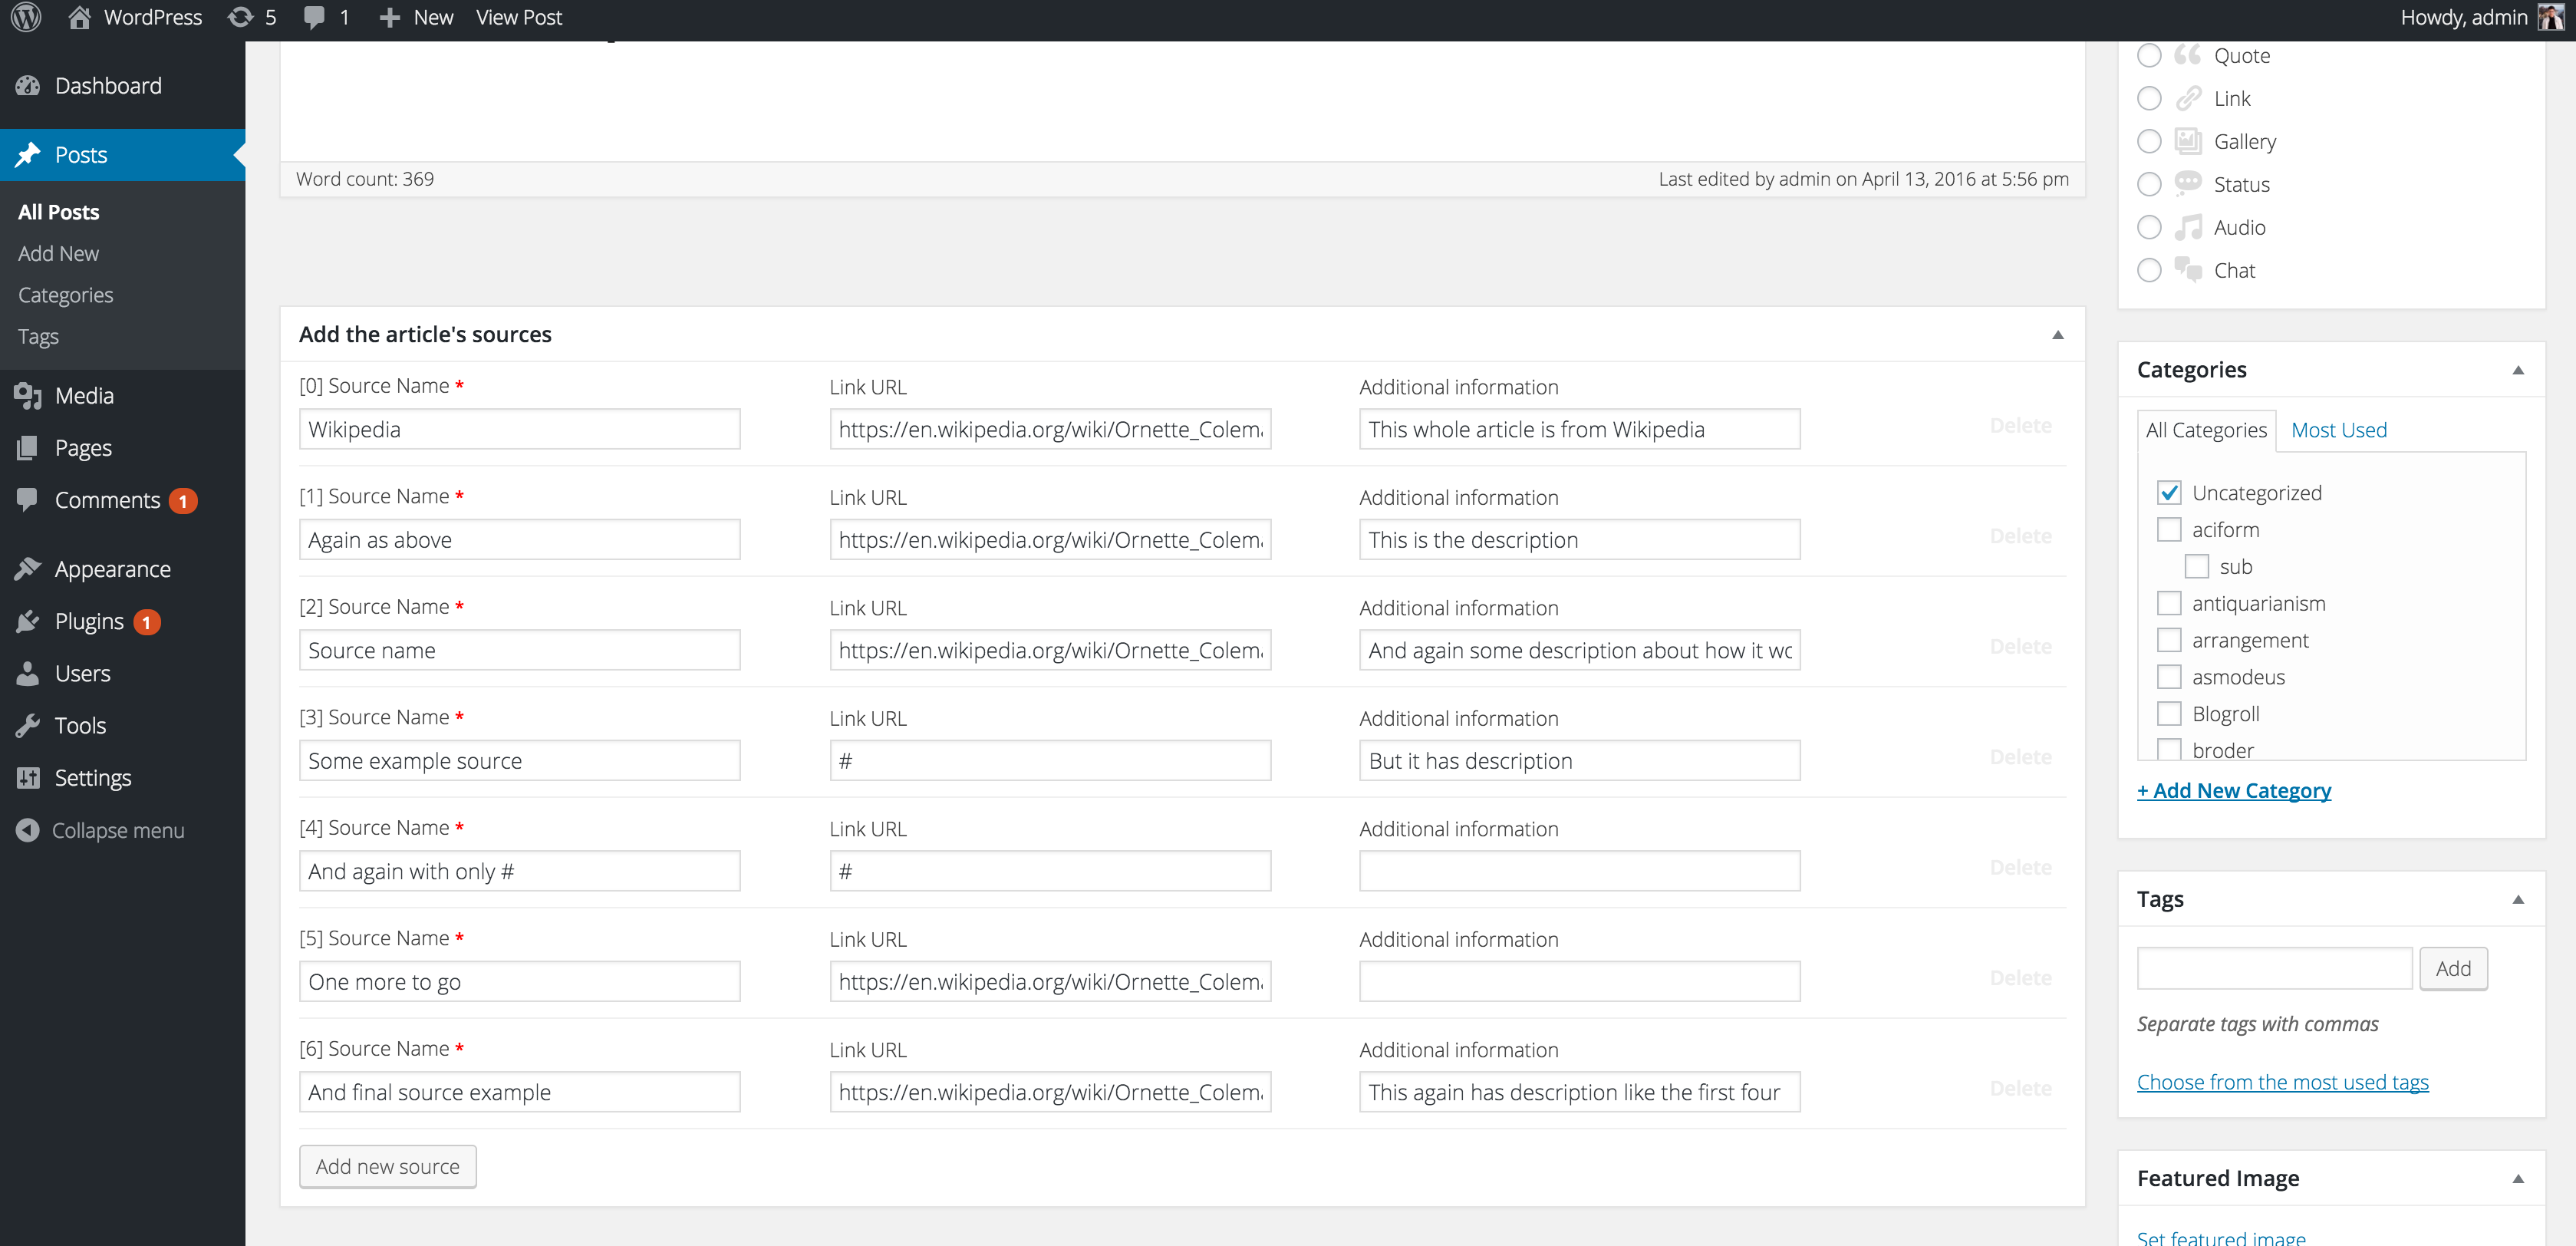 WordPress 5 1 New View Post Howdy, admin
Dashboard
Posts
All Posts
Add New
Categories
Tags
Media
Pages
Comments 1
Appearance
Plugins 1
Users
Tools
Settings
Collapse menu
Word count: 369 Last edited by admin on April 13, 2016 at 5:56 pm
Add the article's sources
[0] Source Name * Link URL Additional information
Wikipedia https://en.wikipedia.org/wiki/Ornette_Colem This whole article is from Wikipedia Delete
[1] Source Name * Link URL Additional information
Again as above https://en.wikipedia.org/wiki/Ornette_Colem This is the description Delete
[2] Source Name * Link URL Additional information
Source name https://en.wikipedia.org/wiki/Ornette_Colem And again some description about how it wo Delete
[3] Source Name * Link URL Additional information
Some example source # But it has description Delete
[4] Source Name * Link URL Additional information
And again with only # # Delete
[5] Source Name * Link URL Additional information
One more to go https://en.wikipedia.org/wiki/Ornette_Colem Delete
[6] Source Name * Link URL Additional information
And final source example https://en.wikipedia.org/wiki/Ornette_Colem This again has description like the first four Delete
Add new source
Quote
Link
Gallery
Status
Audio
Chat
Categories
All Categories Most Used
Uncategorized
aciform
sub
antiquarianism
arrangement
asmodeus
Blogroll
broder
+ Add New Category
Tags
Add
Separate tags with commas
Choose from the most used tags
Featured Image
Set featured image